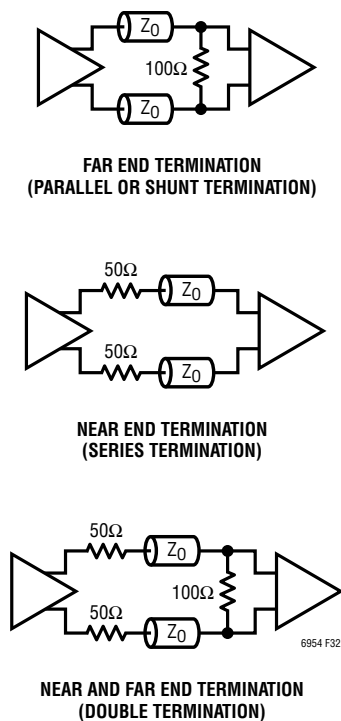 Z0
100Ω
Z0
FAR END TERMINATION
(PARALLEL OR SHUNT TERMINATION)
50Ω
Z0
50Ω
Z0
NEAR END TERMINATION
(SERIES TERMINATION)
50Ω
Z0
100Ω
50Ω
Z0
6954 F32
NEAR AND FAR END TERMINATION
(DOUBLE TERMINATION)